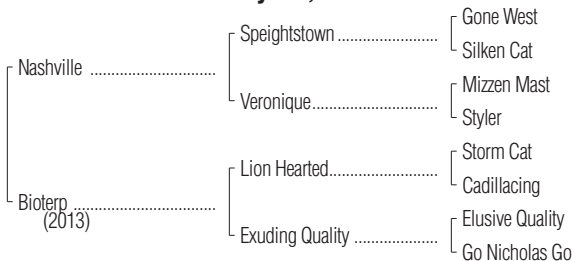 Gone West
Speightstown
Silken Cat
Nashville
Mizzen Mast
Veronique
Styler
Storm Cat
Lion Hearted
Cadillacing
Bioterp
(2013)
Elusive Quality
Exuding Quality
Go Nicholas Go